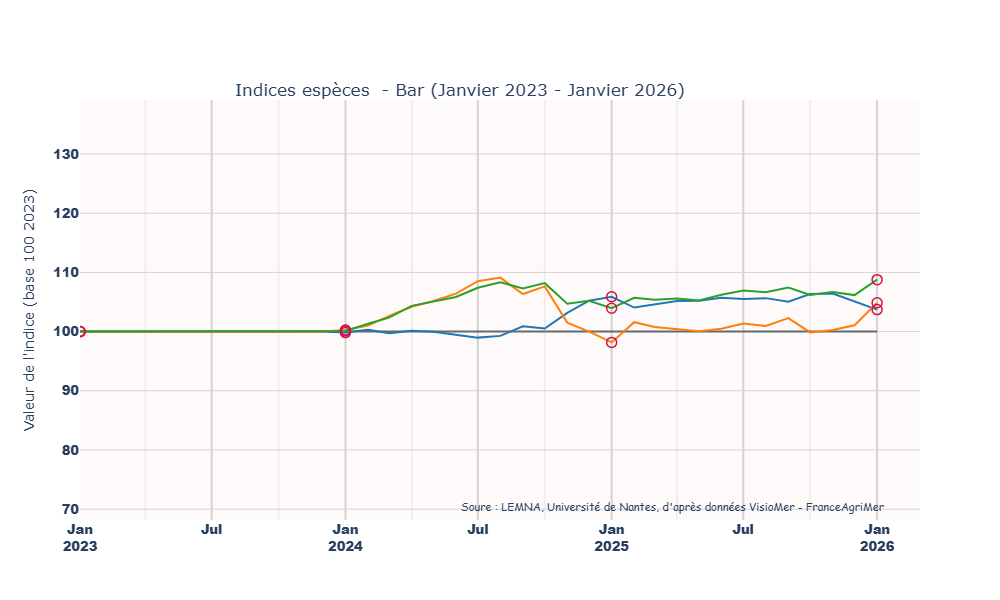 Indices espèces - Bar (Janvier 2023 - Janvier 2026)
Valeur de l'indice (base 100 2023)
130
120
110
100
90
80
70
Soure : LEMNA, Université de Nantes, d'après données VisioMer - FranceAgriMer
Jan Jul Jan Jul Jan Jul Jan
2023 2024 2025 2026